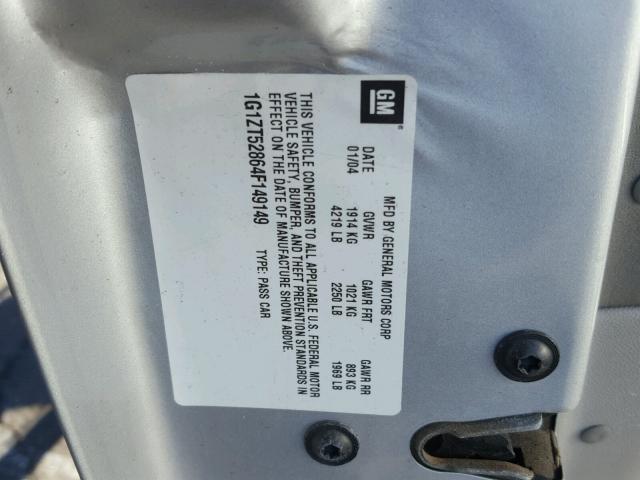 GM
MFD BY GENERAL MOTORS CORP
DATE GVWR GAWR FRT GAWR RR
01/04 1914 KG 1021 KG 893 KG
4219 LB 2250 LB 1969 LB
THIS VEHICLE CONFORMS TO ALL APPLICABLE U.S. FEDERAL MOTOR
VEHICLE SAFETY, BUMPER, AND THEFT PREVENTION STANDARDS IN
EFFECT ON THE DATE OF MANUFACTURE SHOWN ABOVE.
1G1ZT52864F149149 TYPE: PASS CAR